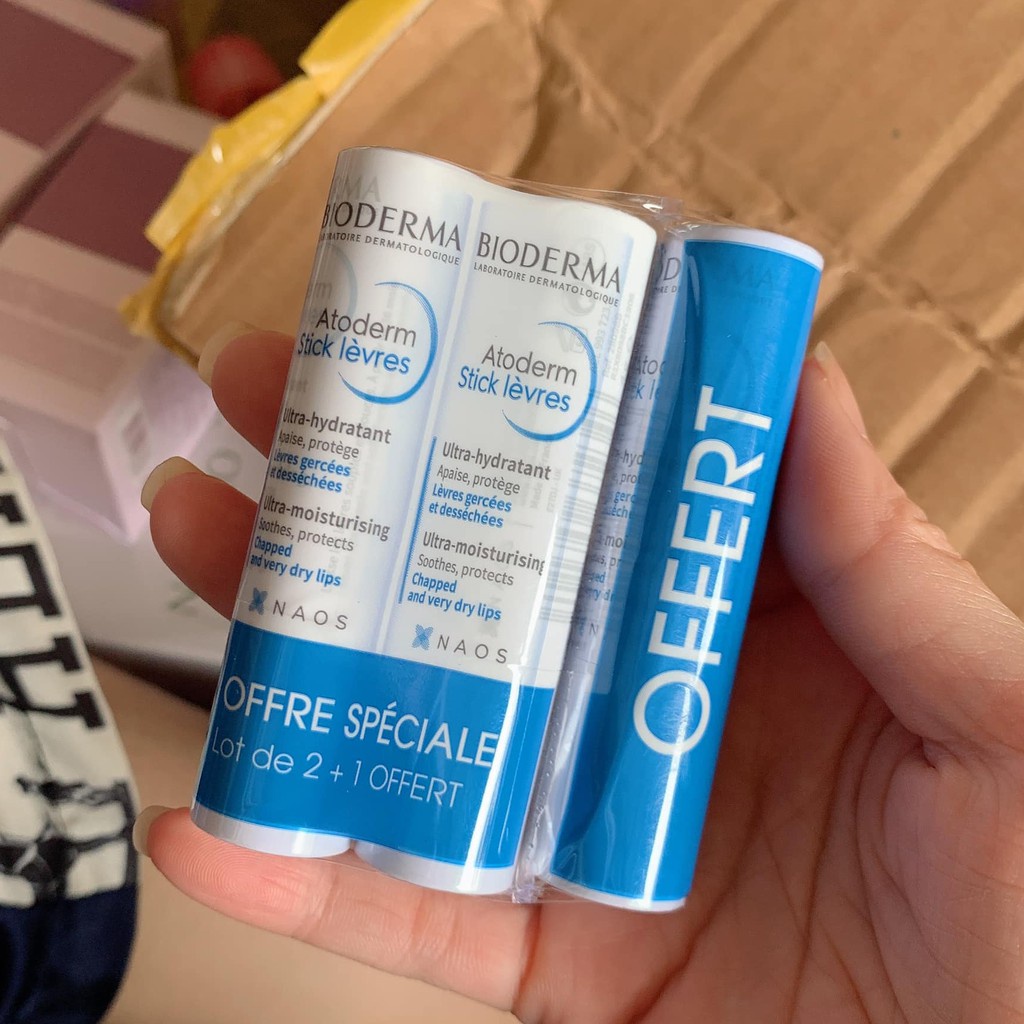 BIODERMA
LABORATOIRE DERMATOLOGIQUE
Atoderm
Stick lèvres
Ultra-hydratant
Apaise, protège
Lèvres gercées
et desséchées
Ultra-moisturising
Soothes, protects
Chapped
and very dry lips
NAOS
BIODERMA
LABORATOIRE DERMATOLOGIQUE
Atoderm
Stick lèvres
Ultra-hydratant
Apaise, protège
Lèvres gercées
et desséchées
Ultra-moisturising
Soothes, protects
Chapped
and very dry lips
NAOS
OFFRE SPÉCIALE
Lot de 2 + 1 OFFERT
OFFERT